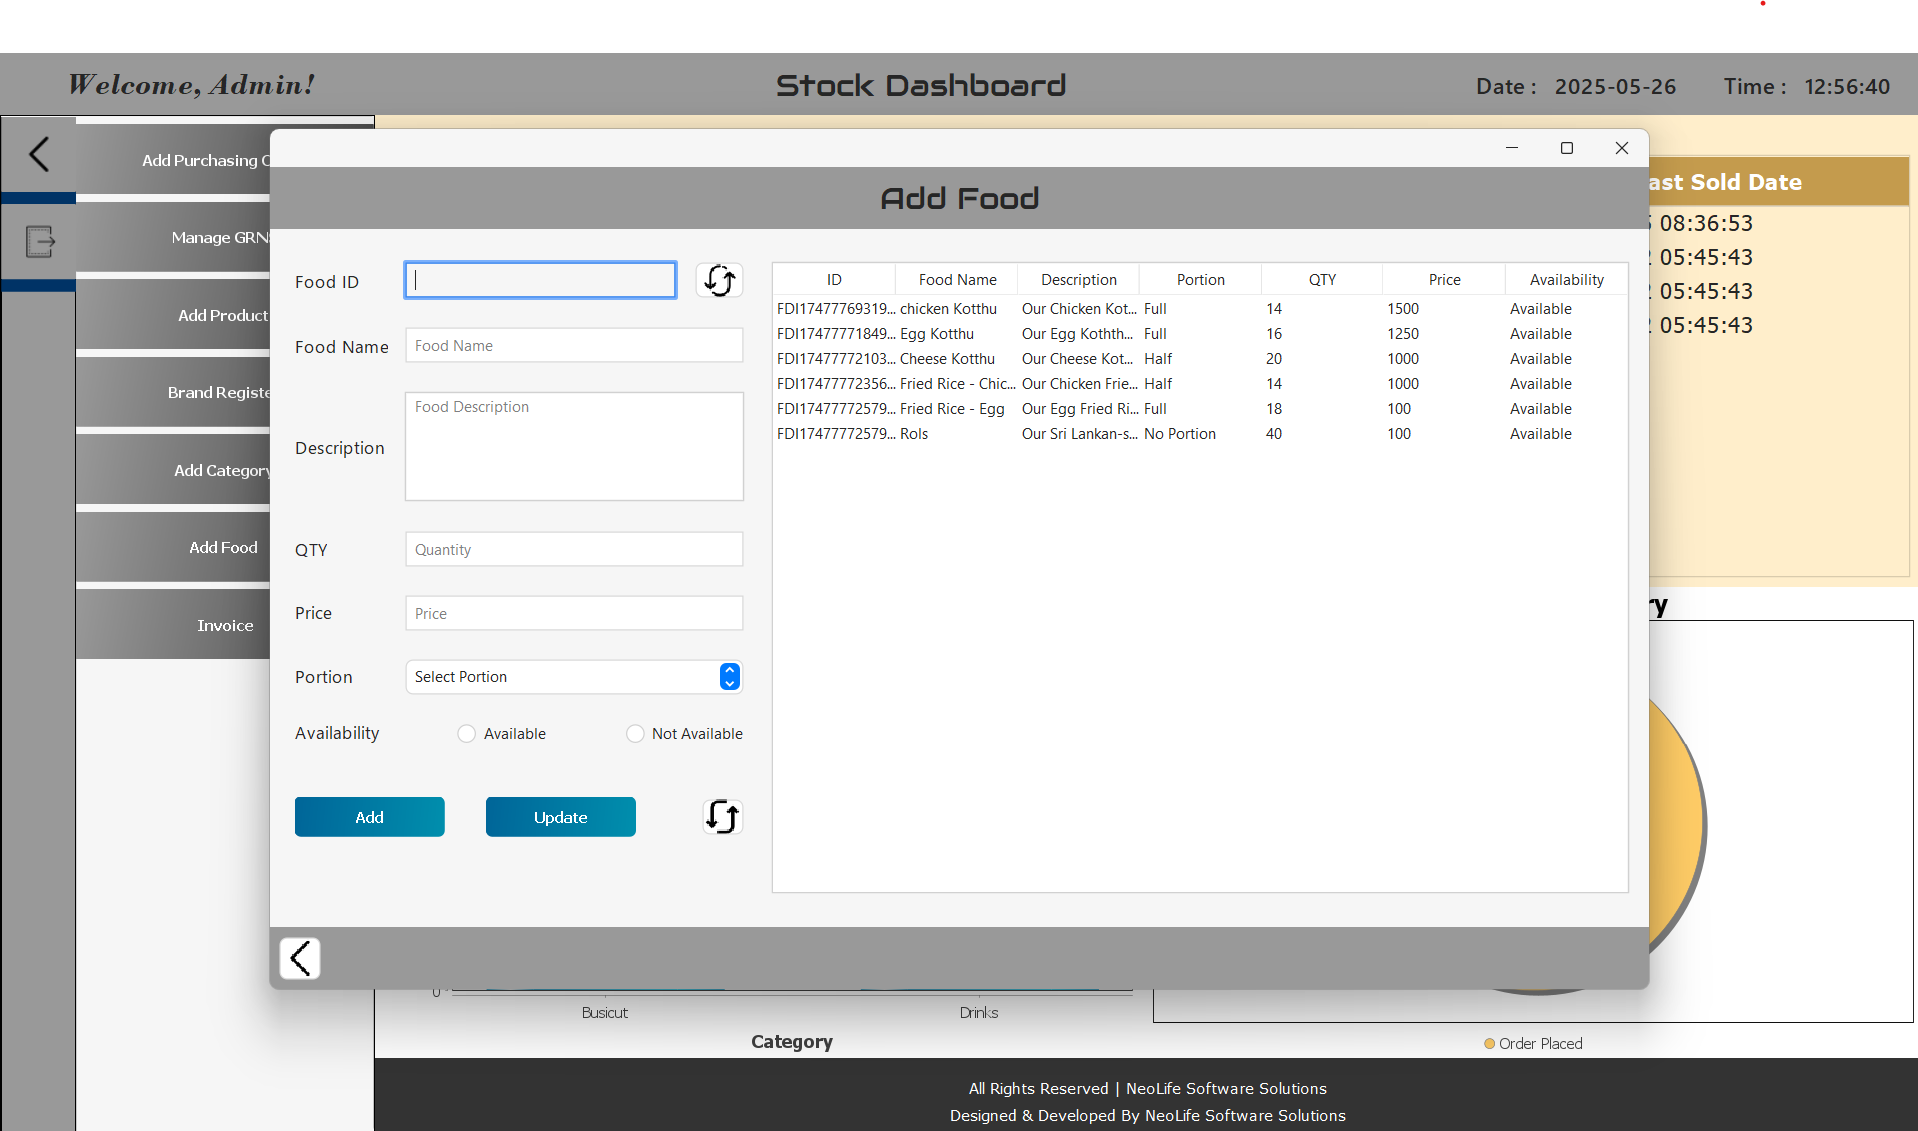 Welcome, Admin!
Stock Dashboard
Date : 2025-05-26 Time : 12:56:40
Add Purchasing
Manage GRN
Add Product
Brand Registe
Add Category
Add Food
Invoice
Add Food
Food ID
Food Name
Food Name
Description
Food Description
QTY
Quantity
Price
Price
Portion
Select Portion
Availability
Available
Not Available
Add
Update
ID Food Name Description Portion QTY Price Availability
FDI17477769319... chicken Kotthu Our Chicken Kot... Full 14 1500 Available
FDI17477771849... Egg Kotthu Our Egg Koththt... Full 16 1250 Available
FDI17477772103... Cheese Kotthu Our Cheese Kot... Half 20 1000 Available
FDI17477772356... Fried Rice - Chic... Our Chicken Frie... Half 14 1000 Available
FDI17477772579... Fried Rice - Egg Our Egg Fried Ri... Full 18 100 Available
FDI17477772579... Rols Our Sri Lankan-s... No Portion 40 100 Available
ast Sold Date
08:36:53
05:45:43
05:45:43
05:45:43
ry
0
Busicut
Drinks
Category
Order Placed
All Rights Reserved | NeoLife Software Solutions
Designed & Developed By NeoLife Software Solutions